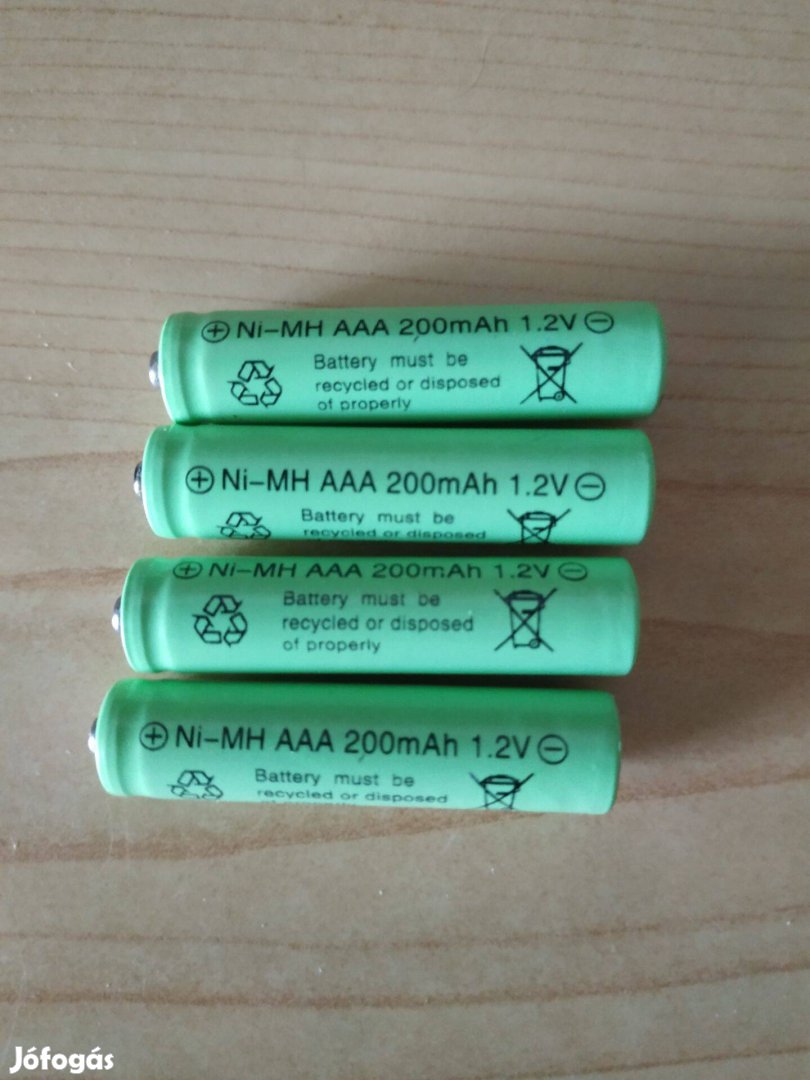 ⊕ Ni-MH AAA 200mAh 1.2V ⊖
Battery must be
recycled or disposed
of properly
⊕ Ni-MH AAA 200mAh 1.2V ⊖
Battery must be
recycled or disposed
⊕ Ni-MH AAA 200mAh 1.2V ⊖
Battery must be
recycled or disposed
of properly
⊕ Ni-MH AAA 200mAh 1.2V ⊖
Battery must be
recycled or disposed
Jófogás